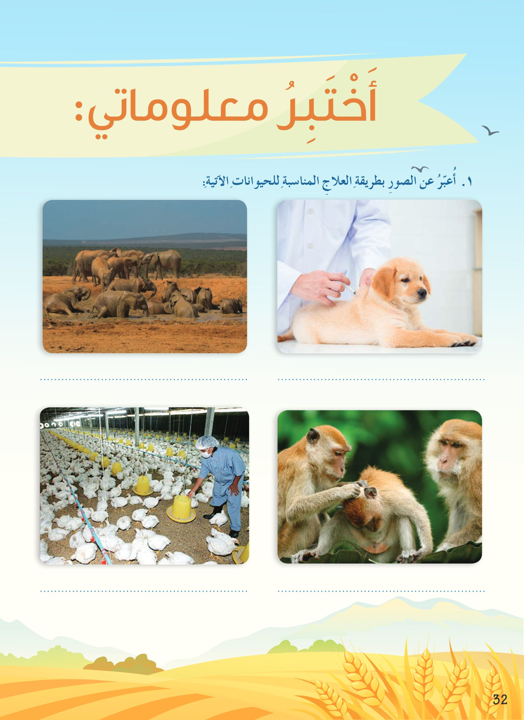 أَخْتَبِرُ معلوماتي:
١. أُعبّرُ عنِ الصورِ بطريقةِ العلاجِ المناسبةِ للحيواناتِ الآتيةِ:
32